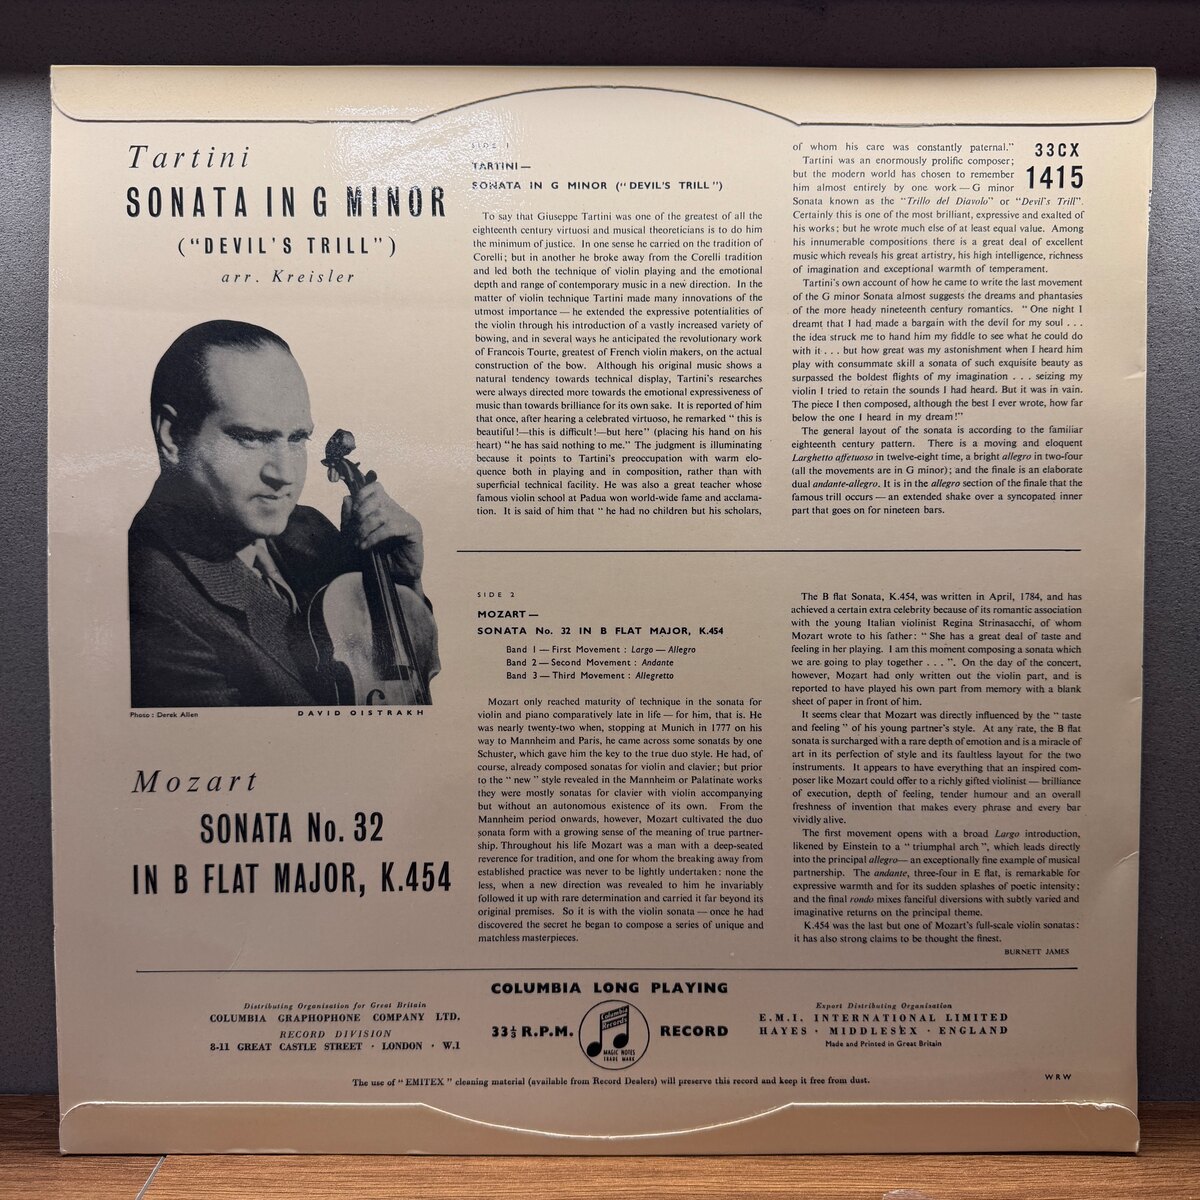 Tartini
SONATA IN G MINOR
("DEVIL'S TRILL")
arr. Kreisler
Photo : Derek Allen
DAVID OISTRAKH
Mozart
SONATA No. 32
IN B FLAT MAJOR, K.454
SIDE 1
TARTINI—
SONATA IN G MINOR ("DEVIL'S TRILL")
To say that Giuseppe Tartini was one of the greatest of all the
eighteenth century virtuosi and musical theoreticians is to do him
the minimum of justice. In one sense he carried on the tradition of
Corelli; but in another he broke away from the Corelli tradition
and led both the technique of violin playing and the emotional
depth and range of contemporary music in a new direction. In the
matter of violin technique Tartini made many innovations of the
utmost importance — he extended the expressive potentialities of
the violin through his introduction of a vastly increased variety of
bowing, and in several ways he anticipated the revolutionary work
of Francois Tourte, greatest of French violin makers, on the actual
construction of the bow. Although his original music shows a
natural tendency towards technical display, Tartini's researches
were always directed more towards the emotional expressiveness of
music than towards brilliance for its own sake. It is reported of him
that once, after hearing a celebrated virtuoso, he remarked "this is
beautiful!—this is difficult!—but here" (placing his hand on his
heart) "he has said nothing to me." The judgment is illuminating
because it points to Tartini's preoccupation with warm elo-
quence both in playing and in composition, rather than with
superficial technical facility. He was also a great teacher whose
famous violin school at Padua won world-wide fame and acclama-
tion. It is said of him that "he had no children but his scholars,
of whom his care was constantly paternal."
Tartini was an enormously prolific composer;
but the modern world has chosen to remember
him almost entirely by one work — G minor
Sonata known as the "Trillo del Diavolo" or "Devil's Trill".
Certainly this is one of the most brilliant, expressive and exalted of
his works; but he wrote much else of at least equal value. Among
his innumerable compositions there is a great deal of excellent
music which reveals his great artistry, his high intelligence, richness
of imagination and exceptional warmth of temperament.
Tartini's own account of how he came to write the last movement
of the G minor Sonata almost suggests the dreams and phantasies
of the more heady nineteenth century romantics. "One night I
dreamt that I had made a bargain with the devil for my soul . . .
the idea struck me to hand him my fiddle to see what he could do
with it . . . but how great was my astonishment when I heard him
play with consummate skill a sonata of such exquisite beauty as
surpassed the boldest flights of my imagination . . . seizing my
violin I tried to retain the sounds I had heard. But it was in vain.
The piece I then composed, although the best I ever wrote, how far
below the one I heard in my dream!"
The general layout of the sonata is according to the familiar
eighteenth century pattern. There is a moving and eloquent
Larghetto affetuoso in twelve-eight time, a bright allegro in two-four
(all the movements are in G minor); and the finale is an elaborate
dual andante-allegro. It is in the allegro section of the finale that the
famous trill occurs — an extended shake over a syncopated inner
part that goes on for nineteen bars.
33CX
1415
SIDE 2
MOZART—
SONATA No. 32 IN B FLAT MAJOR, K.454
Band 1 — First Movement : Largo — Allegro
Band 2 — Second Movement : Andante
Band 3 — Third Movement : Allegretto
Mozart only reached maturity of technique in the sonata for
violin and piano comparatively late in life — for him, that is. He
was nearly twenty-two when, stopping at Munich in 1777 on his
way to Mannheim and Paris, he came across some sonatas by one
Schuster, which gave him the key to the true duo style. He had, of
course, already composed sonatas for violin and clavier; but prior
to the "new" style revealed in the Mannheim or Palatinate works
they were mostly sonatas for clavier with violin accompanying
but without an autonomous existence of its own. From the
Mannheim period onwards, however, Mozart cultivated the duo
sonata form with a growing sense of the meaning of true partner-
ship. Throughout his life Mozart was a man with a deep-seated
reverence for tradition, and one for whom the breaking away from
established practice was never to be lightly undertaken: none the
less, when a new direction was revealed to him he invariably
followed it up with rare determination and carried it far beyond its
original premises. So it is with the violin sonata — once he had
discovered the secret he began to compose a series of unique and
matchless masterpieces.
The B flat Sonata, K.454, was written in April, 1784, and has
achieved a certain extra celebrity because of its romantic association
with the young Italian violinist Regina Strinasacchi, of whom
Mozart wrote to his father: "She has a great deal of taste and
feeling in her playing. I am this moment composing a sonata which
we are going to play together . . . ". On the day of the concert,
however, Mozart had only written out the violin part, and is
reported to have played his own part from memory with a blank
sheet of paper in front of him.
It seems clear that Mozart was directly influenced by the "taste
and feeling" of his young partner's style. At any rate, the B flat
sonata is surcharged with a rare depth of emotion and is a miracle of
art in its perfection of style and its faultless layout for the two
instruments. It appears to have everything that an inspired com-
poser like Mozart could offer to a richly gifted violinist — brilliance
of execution, depth of feeling, tender humour and an overall
freshness of invention that makes every phrase and every bar
vividly alive.
The first movement opens with a broad Largo introduction,
likened by Einstein to a "triumphal arch", which leads directly
into the principal allegro— an exceptionally fine example of musical
partnership. The andante, three-four in E flat, is remarkable for
expressive warmth and for its sudden splashes of poetic intensity;
and the final rondo mixes fanciful diversions with subtly varied and
imaginative returns on the principal theme.
K.454 was the last but one of Mozart's full-scale violin sonatas:
it has also strong claims to be thought the finest.
BURNETT JAMES
COLUMBIA LONG PLAYING
33⅓ R.P.M.
Columbia
Records
MAGIC NOTES
TRADE MARK
RECORD
Distributing Organisation for Great Britain
COLUMBIA GRAPHOPHONE COMPANY LTD.
RECORD DIVISION
8-11 GREAT CASTLE STREET · LONDON · W.1
Export Distributing Organisation
E.M.I. INTERNATIONAL LIMITED
HAYES · MIDDLESEX · ENGLAND
Made and Printed in Great Britain
The use of "EMITEX" cleaning material (available from Record Dealers) will preserve this record and keep it free from dust.
WRW